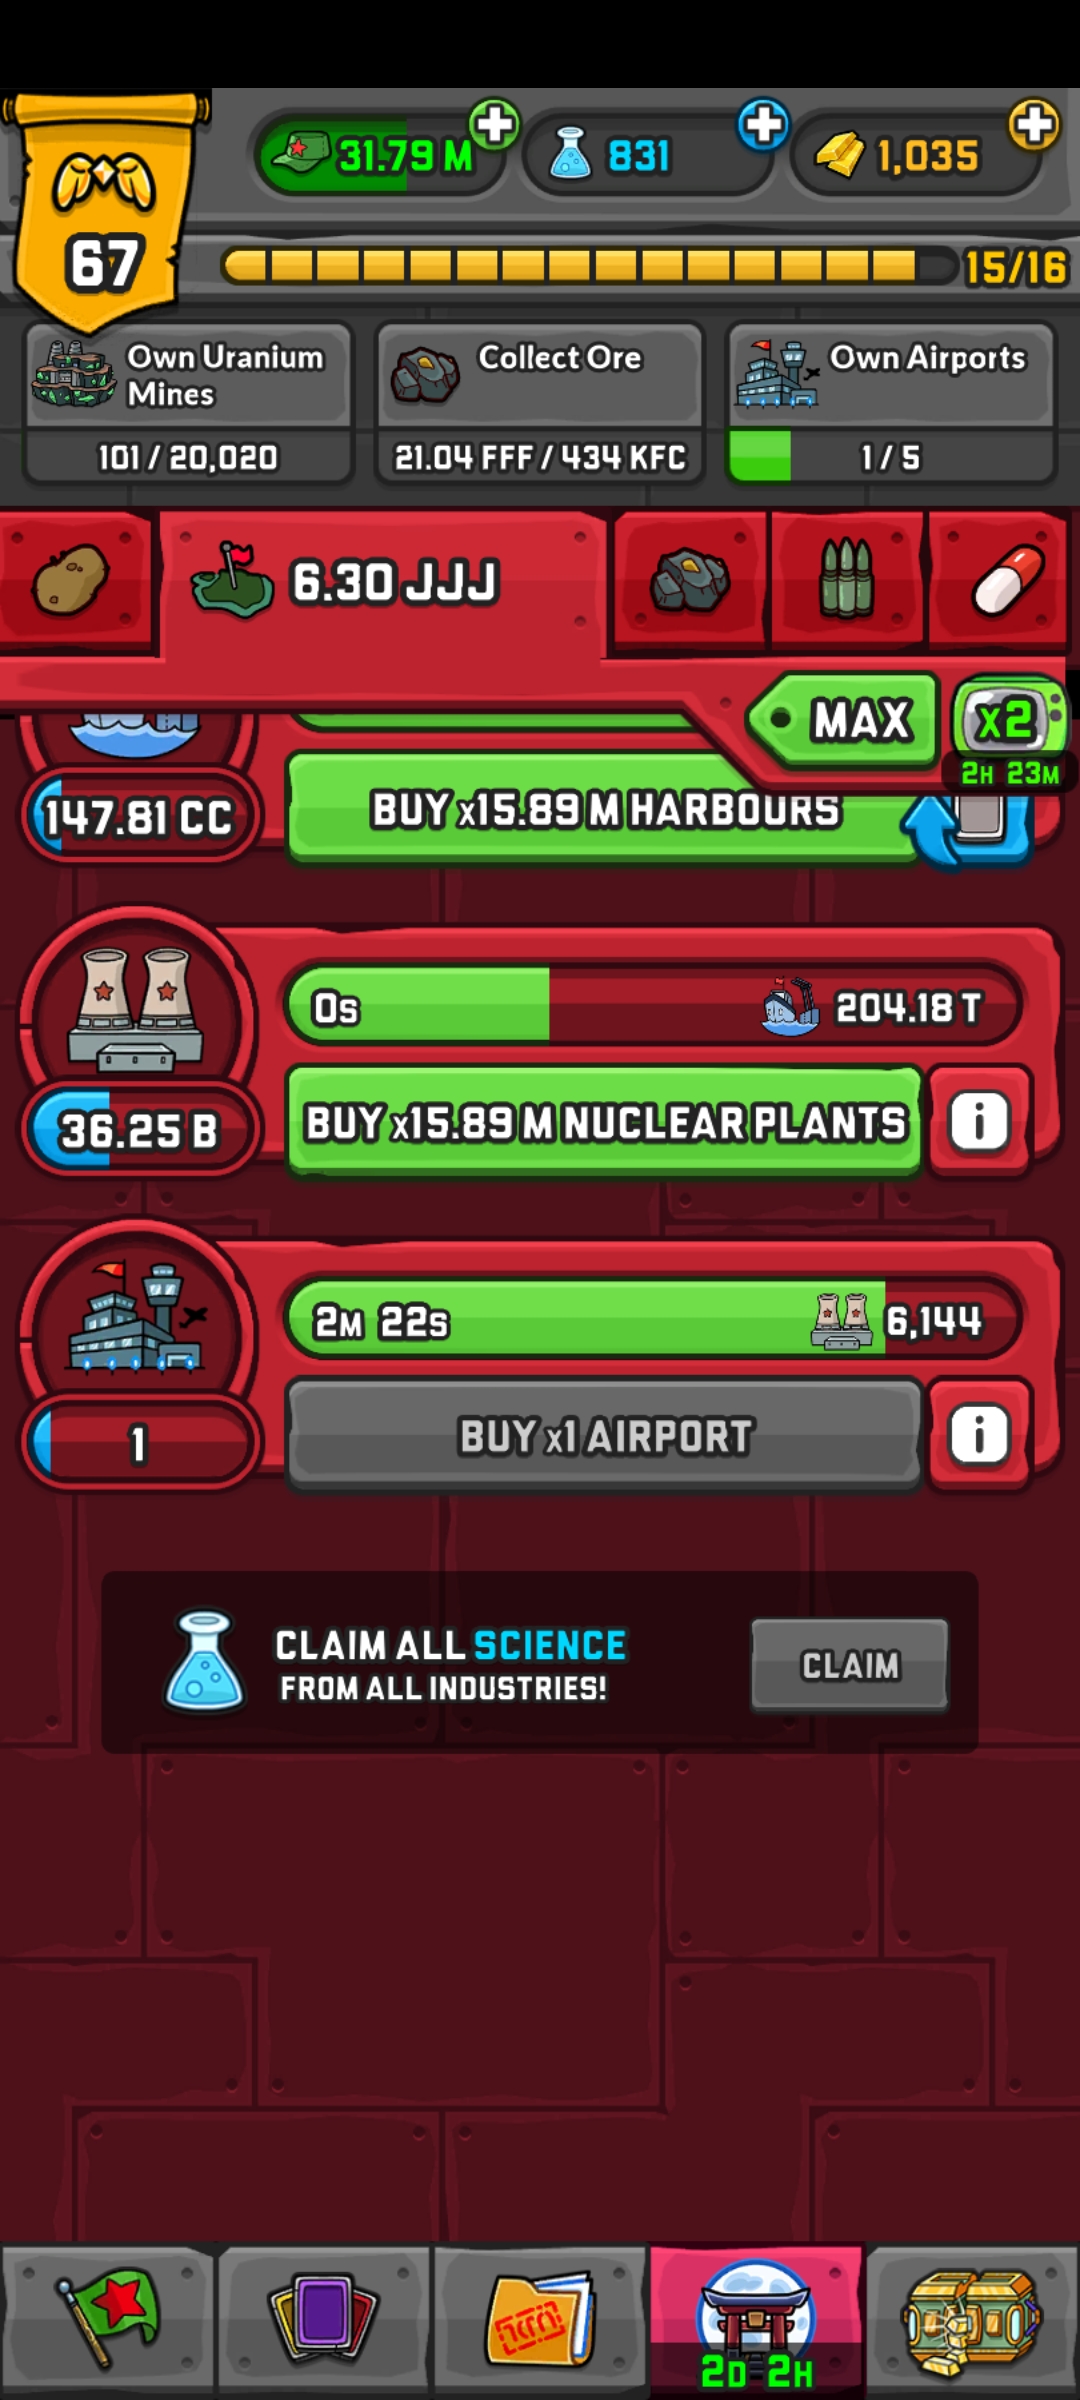 31.79 M
831
1,035
67
15/16
Own Uranium
Mines
101 / 20,020
Collect Ore
21.04 FFF / 434 KFC
Own Airports
1 / 5
6.30 JJJ
MAX
x2
2H 23M
147.81 CC
BUY x15.89 M HARBOURS
0s
204.18 T
36.25 B
BUY x15.89 M NUCLEAR PLANTS
i
2M 22s
6,144
1
BUY x1 AIRPORT
i
CLAIM ALL SCIENCE
FROM ALL INDUSTRIES!
CLAIM
2D 2H